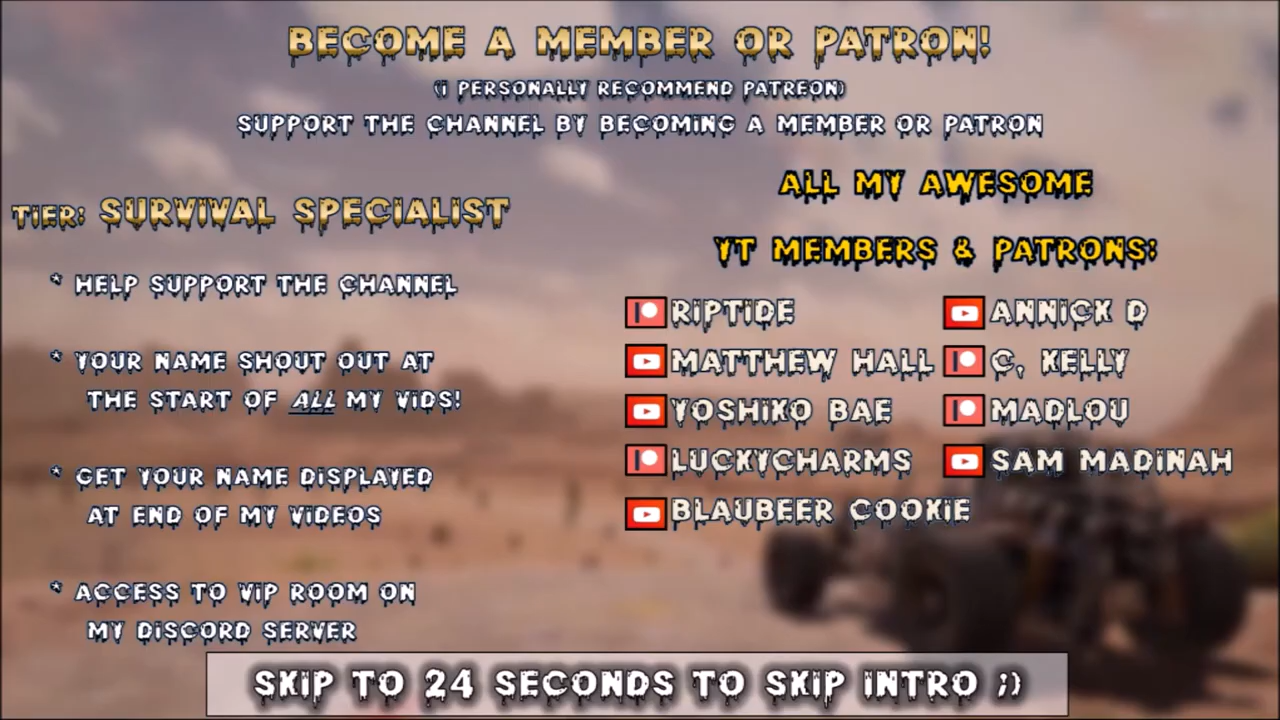 BECOME A MEMBER OR PATRON!
(I PERSONALLY RECOMMEND PATREON)
SUPPORT THE CHANNEL BY BECOMING A MEMBER OR PATRON
TIER: SURVIVAL SPECIALIST
* HELP SUPPORT THE CHANNEL
* YOUR NAME SHOUT OUT AT
THE START OF ALL MY VIDS!
* GET YOUR NAME DISPLAYED
AT END OF MY VIDEOS
* ACCESS TO VIP ROOM ON
MY DISCORD SERVER
ALL MY AWESOME
YT MEMBERS & PATRONS:
RIPTIDE
MATTHEW HALL
YOSHIKO BAE
LUCKYCHARMS
BLAUBEER COOKIE
ANNICK D
C. KELLY
MADLOU
SAM MADINAH
SKIP TO 24 SECONDS TO SKIP INTRO ;)